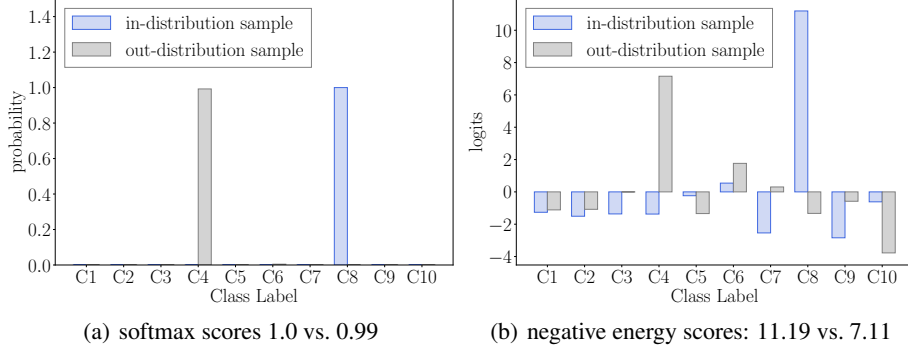 1.4
1.2
1.0
0.8
0.6
0.4
0.2
0.0
probability
in-distribution sample
out-distribution sample
C1 C2 C3 C4 C5 C6 C7 C8 C9 C10
Class Label
(a) softmax scores 1.0 vs. 0.99
10
8
6
4
2
0
−2
−4
logits
in-distribution sample
out-distribution sample
C1 C2 C3 C4 C5 C6 C7 C8 C9 C10
Class Label
(b) negative energy scores: 11.19 vs. 7.11